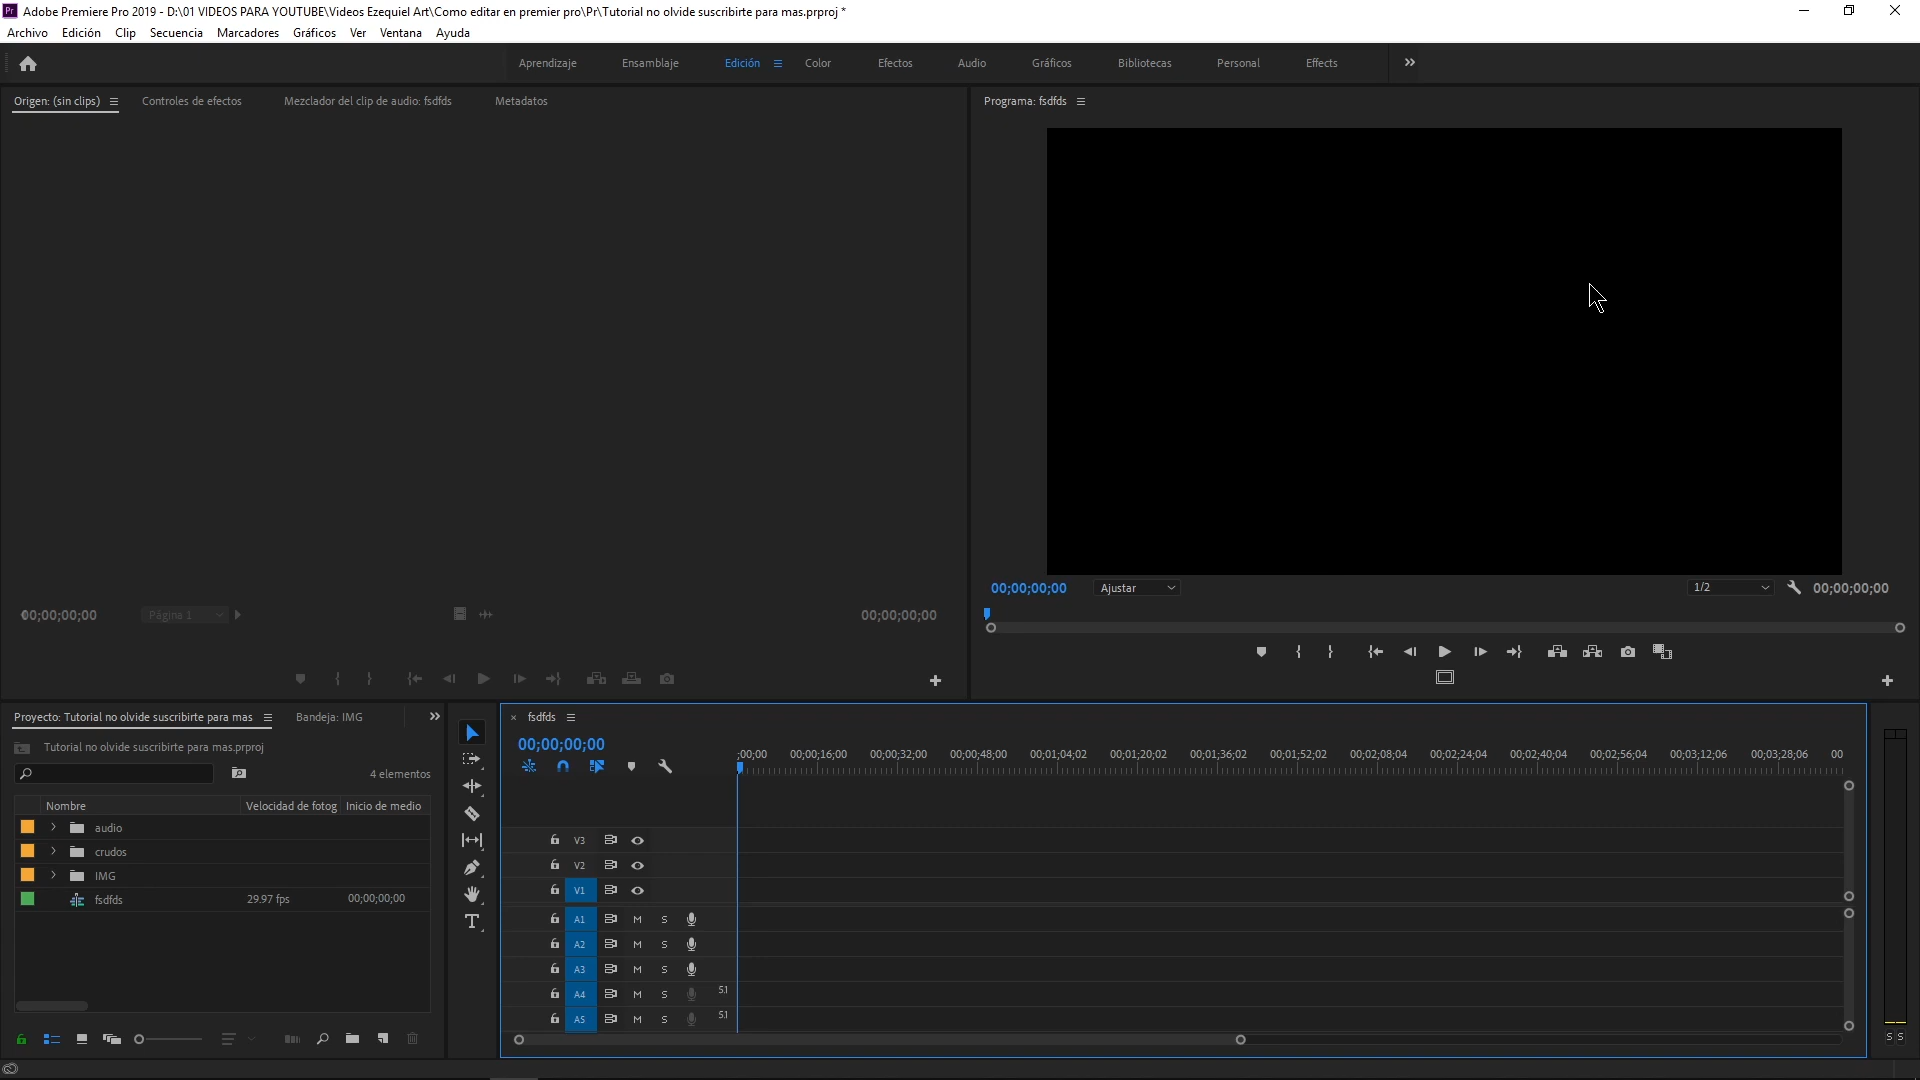 Pr Adobe Premiere Pro 2019 - D:\01 VIDEOS PARA YOUTUBE\Videos Ezequiel Art\Como editar en premier pro\Pr\Tutorial no olvide suscribirte para mas.prproj *
Archivo Edición Clip Secuencia Marcadores Gráficos Ver Ventana Ayuda
Aprendizaje Ensamblaje Edición Color Efectos Audio Gráficos Bibliotecas Personal Effects
Origen: (sin clips) Controles de efectos Mezclador del clip de audio: fsdfds Metadatos
Programa: fsdfds
00;00;00;00 Ajustar 1/2 00;00;00;00
00;00;00;00 Página 1 00;00;00;00
Proyecto: Tutorial no olvide suscribirte para mas Bandeja: IMG
Tutorial no olvide suscribirte para mas.prproj
4 elementos
Nombre Velocidad de fotog Inicio de medio
audio
crudos
IMG
fsdfds 29.97 fps 00;00;00;00
fsdfds
00;00;00;00
;00;00 00;00;16;00 00;00;32;00 00;00;48;00 00;01;04;02 00;01;20;02 00;01;36;02 00;01;52;02 00;02;08;04 00;02;24;04 00;02;40;04 00;02;56;04 00;03;12;06 00;03;28;06 00
V3
V2
V1
A1 M S
A2 M S
A3 M S
A4 M S 5.1
A5 M S 5.1
S S